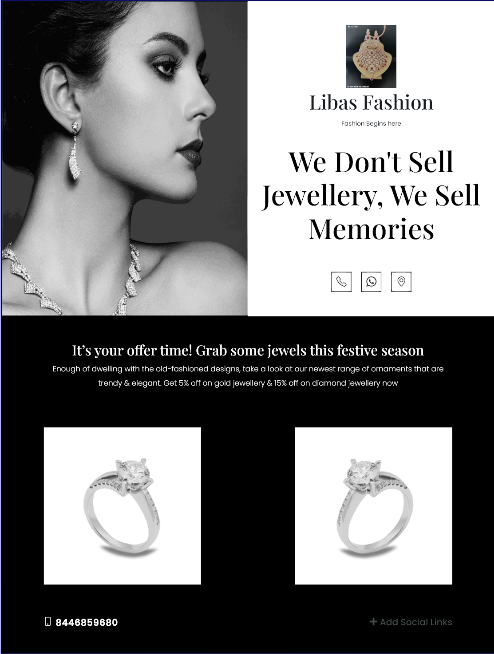 Libas Fashion
Fashion Begins here
We Don't Sell
Jewellery, We Sell
Memories
It's your offer time! Grab some jewels this festive season
Enough of dwelling with the old-fashioned designs, take a look at our newest range of ornaments that are
trendy & elegant. Get 5% off on gold jewellery & 15% off on diamond jewellery now
8446859680
+ Add Social Links